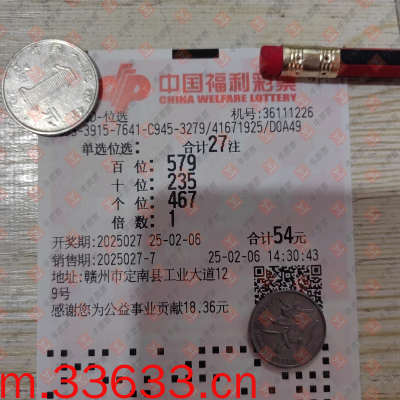 中国福利彩票
CHINA WELFARE LOTTERY
D-位选 机号:36111226
-3915-7641-C945-3279/41671925/D0A49
单选位选: 合计27注
百 位: 579
十 位: 235
个 位: 467
倍 数: 1
开奖期:2025027 25-02-06 合计54元
销售期:2025027-7 25-02-06 14:30:43
地址:赣州市定南县工业大道12
9号
感谢您为公益事业贡献18.36元
m.33633.cn